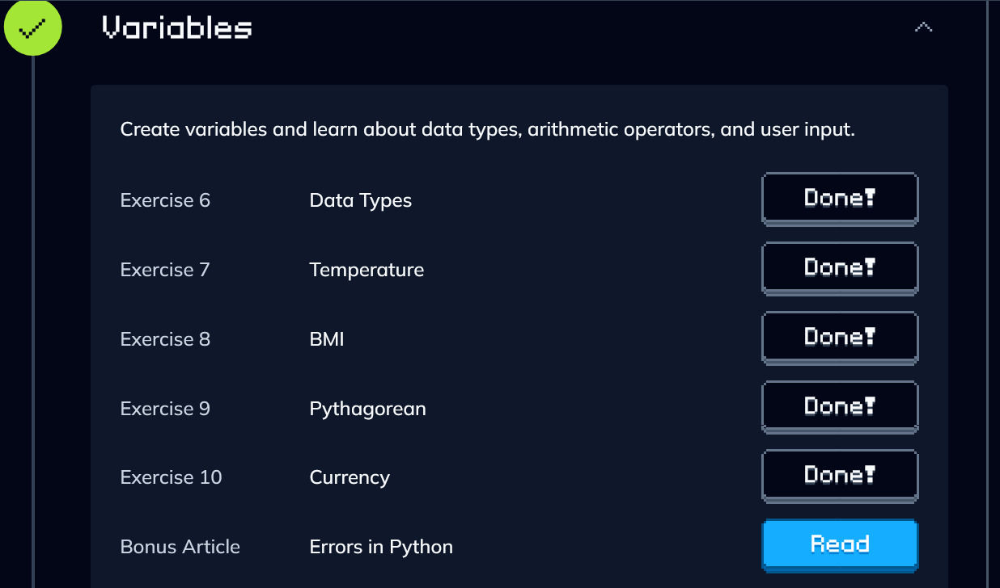 Variables
Create variables and learn about data types, arithmetic operators, and user input.
Exercise 6 Data Types Done!
Exercise 7 Temperature Done!
Exercise 8 BMI Done!
Exercise 9 Pythagorean Done!
Exercise 10 Currency Done!
Bonus Article Errors in Python Read